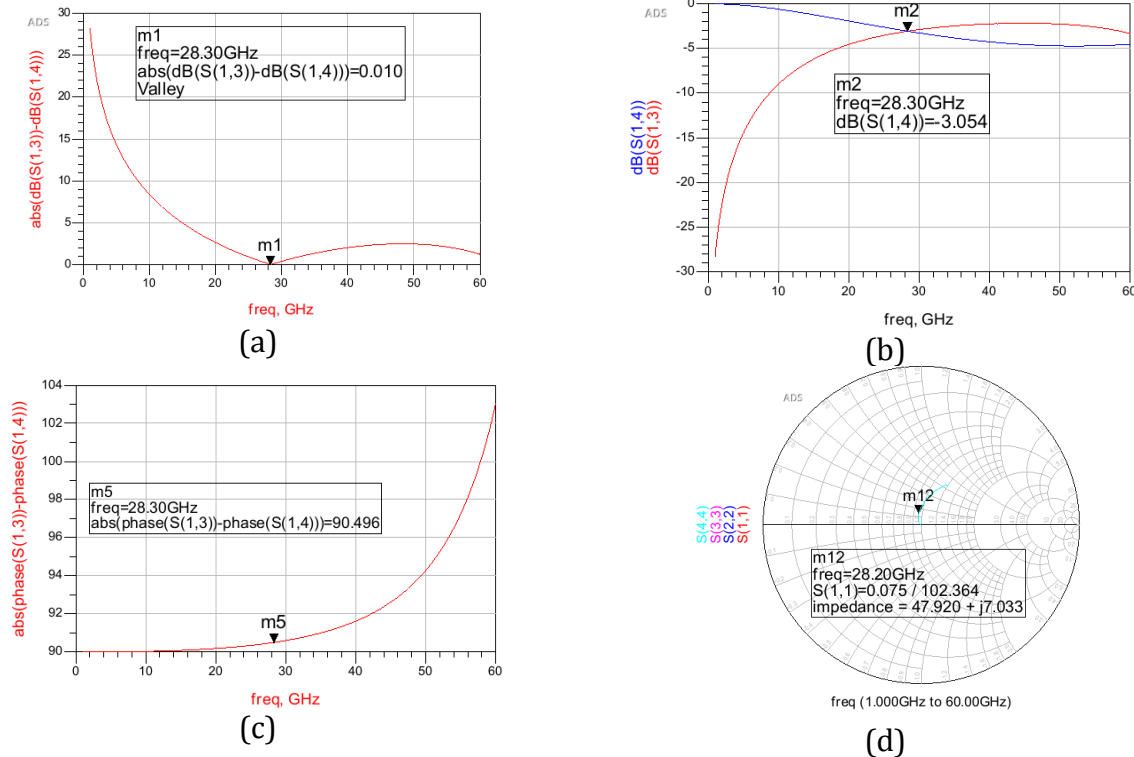 ADS
m1
freq=28.30GHz
abs(dB(S(1,3))-dB(S(1,4)))=0.010
Valley
abs(dB(S(1,3))-dB(S(1,4)))
30
25
20
15
10
5
0
m1
0 10 20 30 40 50 60
freq, GHz
(a)
ADS
m2
m2
freq=28.30GHz
dB(S(1,4))=-3.054
dB(S(1,4))
dB(S(1,3))
0
-5
-10
-15
-20
-25
-30
0 10 20 30 40 50 60
freq, GHz
(b)
abs(phase(S(1,3))-phase(S(1,4)))
104
102
100
98
96
94
92
90
m5
freq=28.30GHz
abs(phase(S(1,3))-phase(S(1,4)))=90.496
m5
0 10 20 30 40 50 60
freq, GHz
(c)
ADS
S(4,4)
S(3,3)
S(2,2)
S(1,1)
m12
m12
freq=28.20GHz
S(1,1)=0.075 / 102.364
impedance = 47.920 + j7.033
freq (1.000GHz to 60.00GHz)
(d)